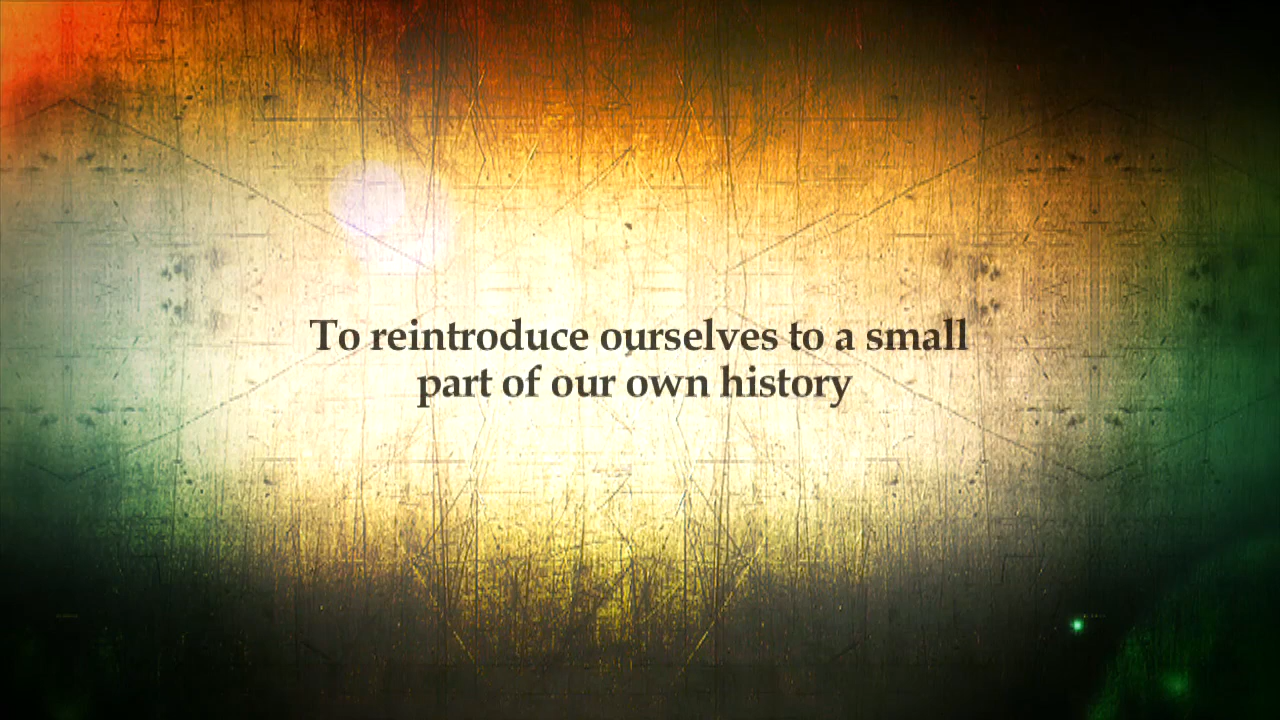 To reintroduce ourselves to a small
part of our own history